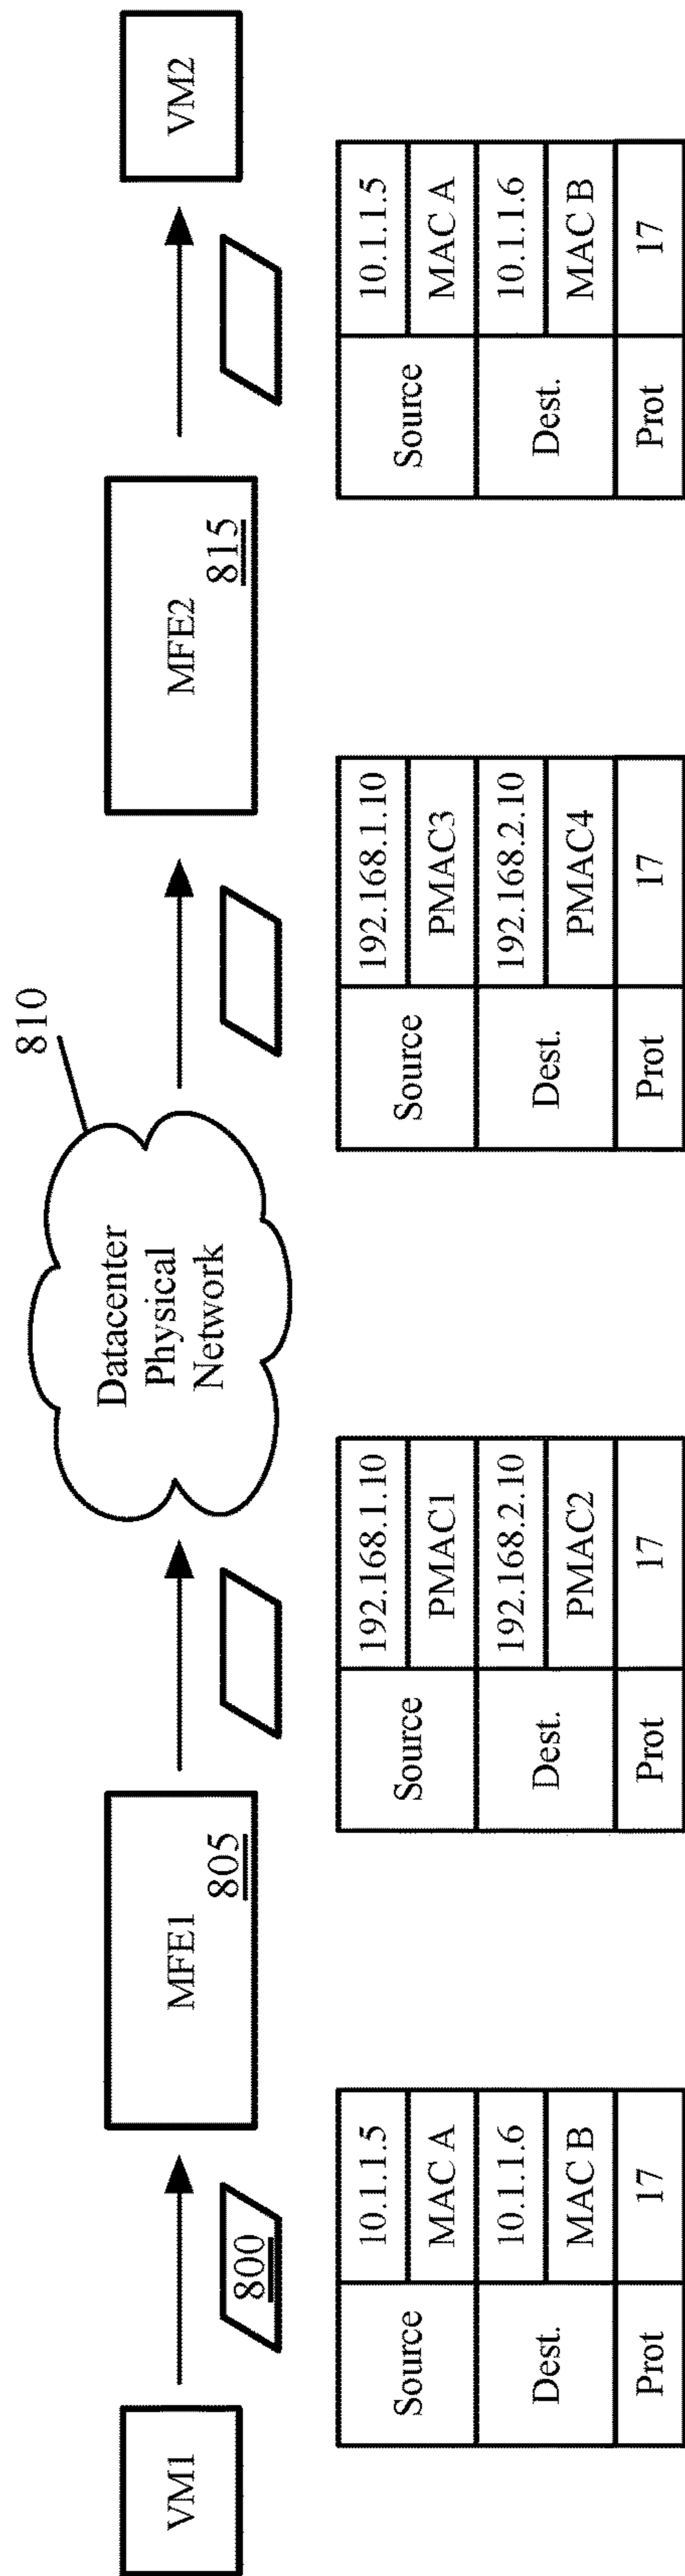 VM1
800
MFE1
805
Datacenter
Physical
Network
810
MFE2
815
VM2
Source 10.1.1.5
MAC A
Dest. 10.1.1.6
MAC B
Prot 17
Source 192.168.1.10
PMAC1
Dest. 192.168.2.10
PMAC2
Prot 17
Source 192.168.1.10
PMAC3
Dest. 192.168.2.10
PMAC4
Prot 17
Source 10.1.1.5
MAC A
Dest. 10.1.1.6
MAC B
Prot 17